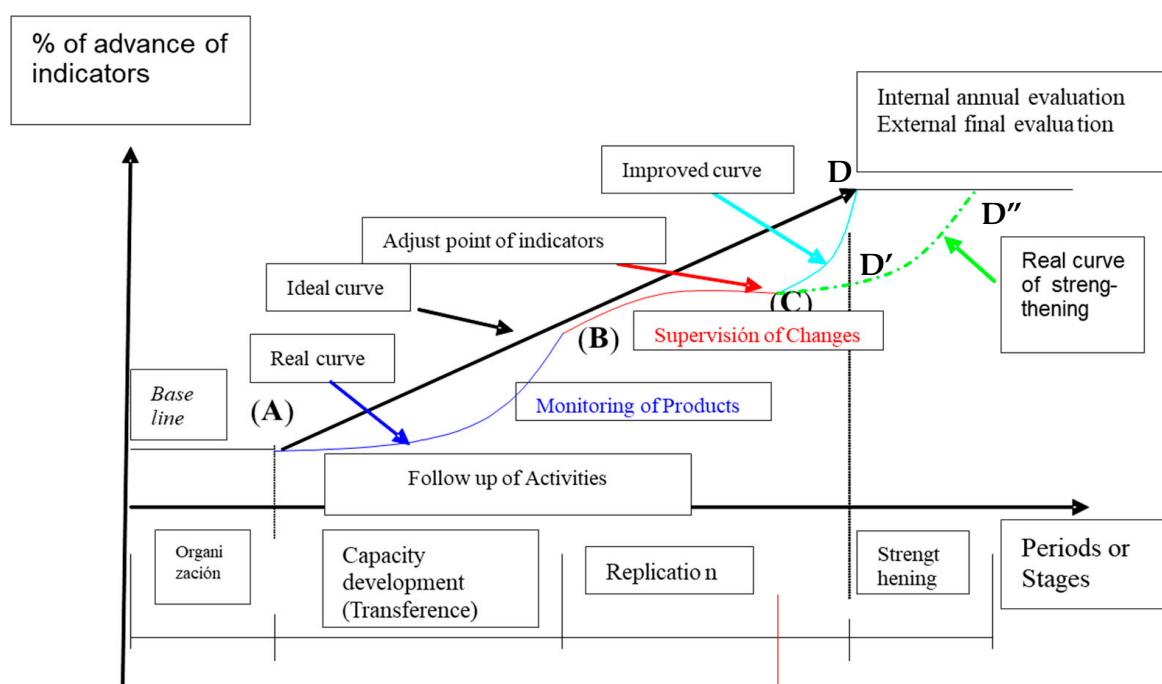 % of advance of
indicators
Internal annual evaluation
External final evaluation
Improved curve
D
D″
Adjust point of indicators
D′
Real curve
of streng-
thening
Ideal curve
(C)
(B)
Supervisión of Changes
Real curve
Base
line
(A)
Monitoring of Products
Follow up of Activities
Organi
zación
Capacity
development
(Transference)
Replication
Strengt
hening
Periods or
Stages